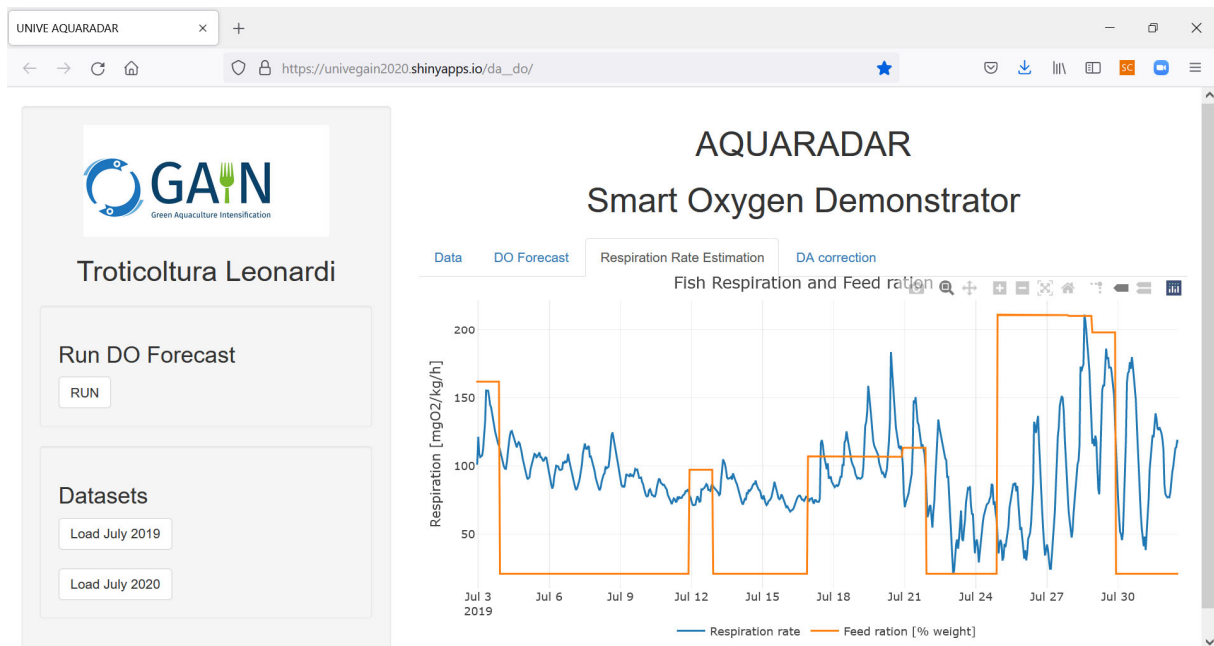 UNIVE AQUARADAR
https://univegain2020.shinyapps.io/da__do/
SC
GAIN
Green Aquaculture Intensification
Troticoltura Leonardi
Run DO Forecast
RUN
Datasets
Load July 2019
Load July 2020
AQUARADAR
Smart Oxygen Demonstrator
Data DO Forecast Respiration Rate Estimation DA correction
Fish Respiration and Feed ration
Respiration [mgO2/kg/h]
200
150
100
50
Jul 3 Jul 6 Jul 9 Jul 12 Jul 15 Jul 18 Jul 21 Jul 24 Jul 27 Jul 30
2019
Respiration rate Feed ration [% weight]